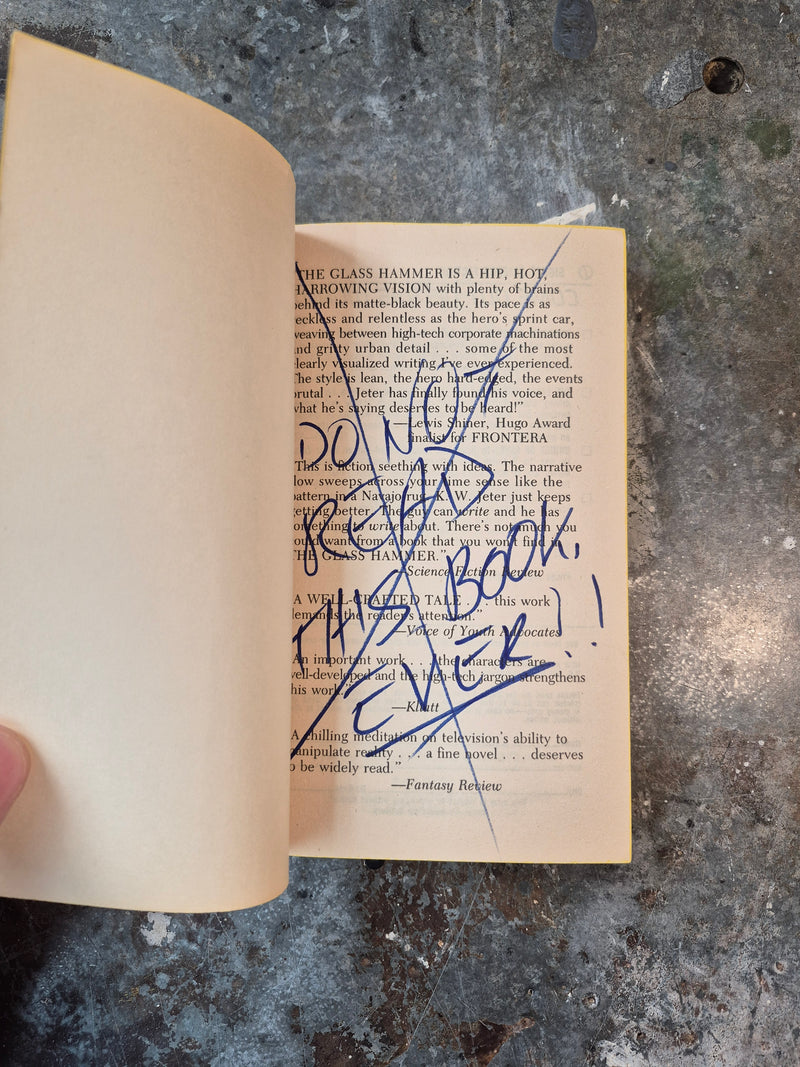 THE GLASS HAMMER IS A HIP, HOT,
HARROWING VISION with plenty of brains
behind its matte-black beauty. Its pace is as
reckless and relentless as the hero's sprint car,
weaving between high-tech corporate machinations
and gritty urban detail . . . some of the most
clearly visualized writing I've ever experienced.
The style is lean, the hero hard-edged, the events
brutal . . . Jeter has finally found his voice, and
what he's saying deserves to be heard!"
—Lewis Shiner, Hugo Award
finalist for FRONTERA
"This is fiction seething with ideas. The narrative
flow sweeps across your time sense like the
pattern in a Navajo rug. K. W. Jeter just keeps
getting better. The guy can write and he has
something to write about. There's not much you
could want from a book that you won't find in
THE GLASS HAMMER."
—Science Fiction Review
"A WELL-CRAFTED TALE . . . this work
demands the reader's attention."
—Voice of Youth Advocates
"An important work . . . the characters are
well-developed and the high-tech jargon strengthens
this work."
—Kliatt
"A chilling meditation on television's ability to
manipulate reality . . . a fine novel . . . deserves
to be widely read."
—Fantasy Review
DO NOT
READ
THIS BOOK.
EVER!!